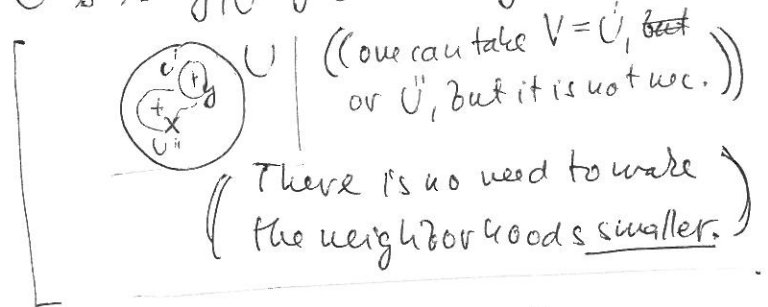 U' U
+ y
+ x
U''
((one can take V = U̇, but
or Ü, but it is not nec.))
(There is no need to make
the neighborhoods smaller.)